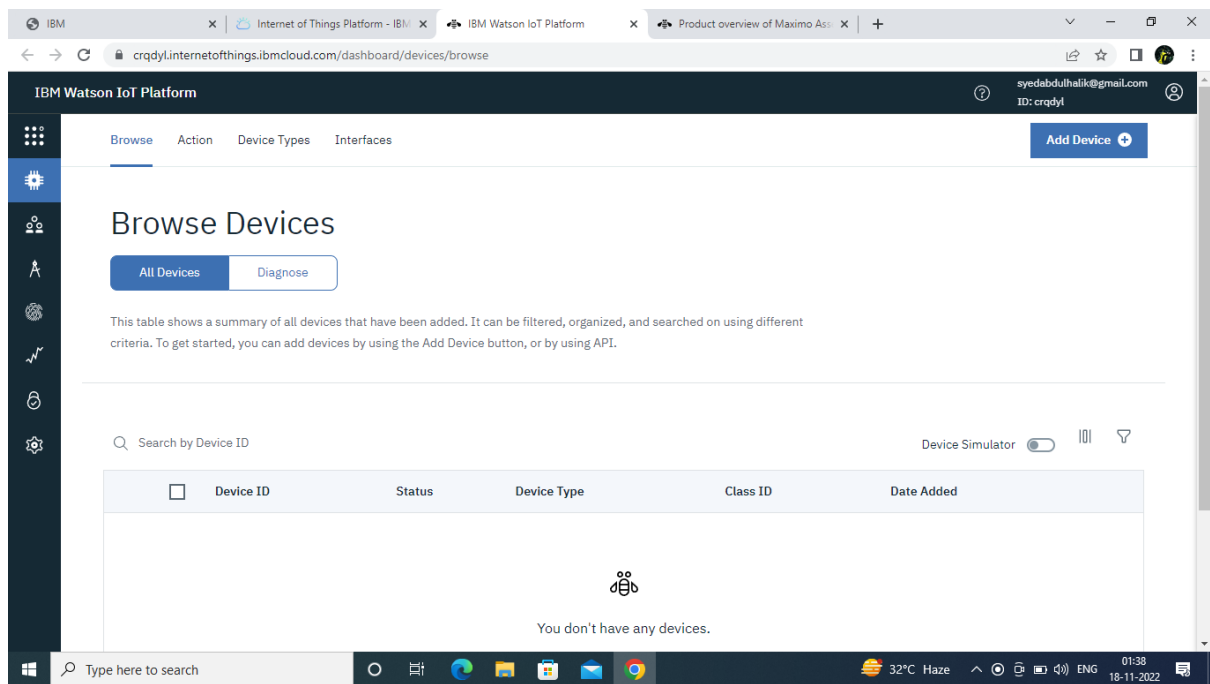 IBM
Internet of Things Platform - IBM
IBM Watson IoT Platform
Product overview of Maximo Ass
crqdyl.internetofthings.ibmcloud.com/dashboard/devices/browse
IBM Watson IoT Platform
syedabdulhalik@gmail.com
ID: crqdyl
Browse Action Device Types Interfaces
Add Device
Browse Devices
All Devices Diagnose
This table shows a summary of all devices that have been added. It can be filtered, organized, and searched on using different
criteria. To get started, you can add devices by using the Add Device button, or by using API.
Search by Device ID
Device Simulator
Device ID Status Device Type Class ID Date Added
You don't have any devices.
Type here to search
32°C Haze
ENG
01:38
18-11-2022